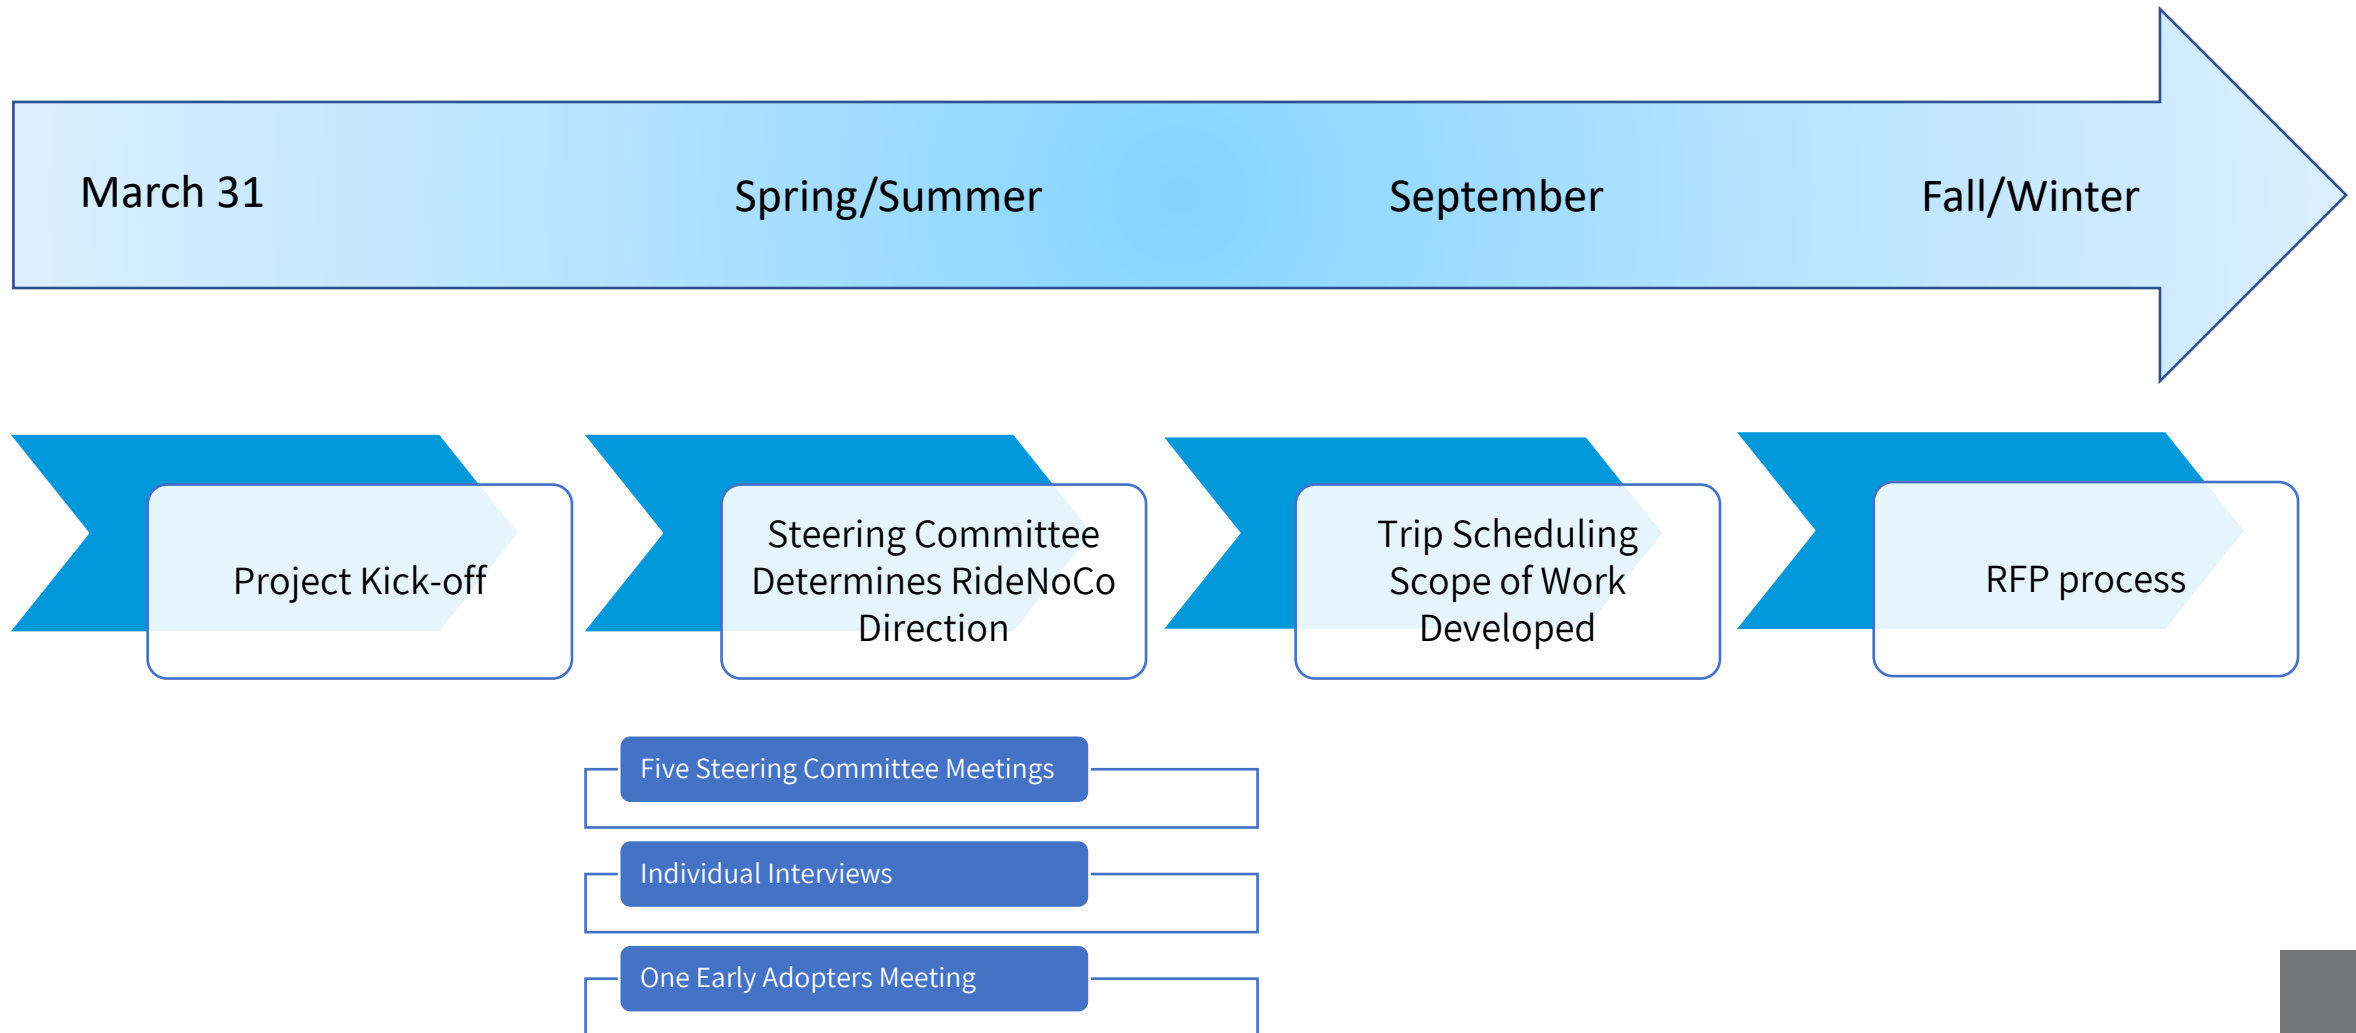 March 31
Spring/Summer
September
Fall/Winter
Project Kick-off
Steering Committee
Determines RideNoCo
Direction
Trip Scheduling
Scope of Work
Developed
RFP process
Five Steering Committee Meetings
Individual Interviews
One Early Adopters Meeting